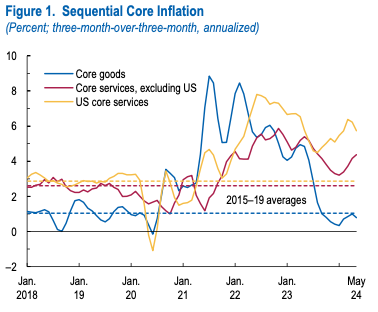 Figure 1. Sequential Core Inflation
(Percent; three-month-over-three-month, annualized)
10
8
6
4
2
0
−2
Core goods
Core services, excluding US
US core services
2015–19 averages
Jan. Jan. Jan. Jan. Jan. Jan. May
2018 19 20 21 22 23 24